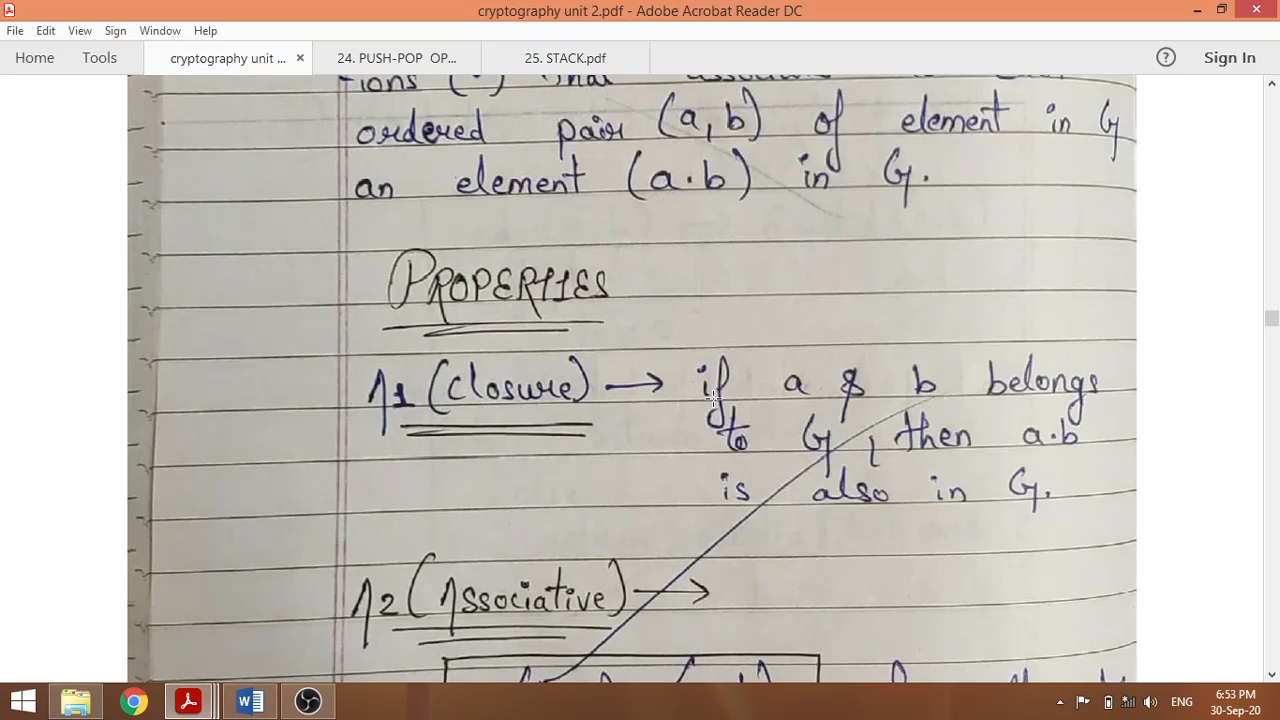 cryptography unit 2.pdf - Adobe Acrobat Reader DC
File Edit View Sign Window Help
Home Tools cryptography unit ... × 24. PUSH-POP OP... 25. STACK.pdf ? Sign In
tions (·) that
ordered pair (a,b) of element in G
an element (a.b) in G.
PROPERTIES
A1 (Closure) → if a & b belongs
to G, then a.b
is also in G.
A2 (Associative) →
ENG 6:53 PM
30-Sep-20